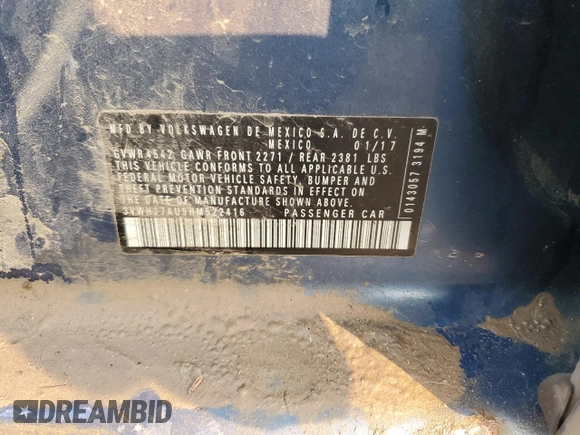 MFD BY VOLKSWAGEN DE MEXICO S.A. DE C.V.
MEXICO 01/17
GVWR4542 GAWR FRONT 2271 / REAR 2381 LBS
THIS VEHICLE CONFORMS TO ALL APPLICABLE U.S.
FEDERAL MOTOR VEHICLE SAFETY, BUMPER AND
THEFT PREVENTION STANDARDS IN EFFECT ON
THE DATE OF MANUFACTURE SHOWN ABOVE.
3VWH17AU9HM522416 PASSENGER CAR
0143057 3194 M
DREAMBID